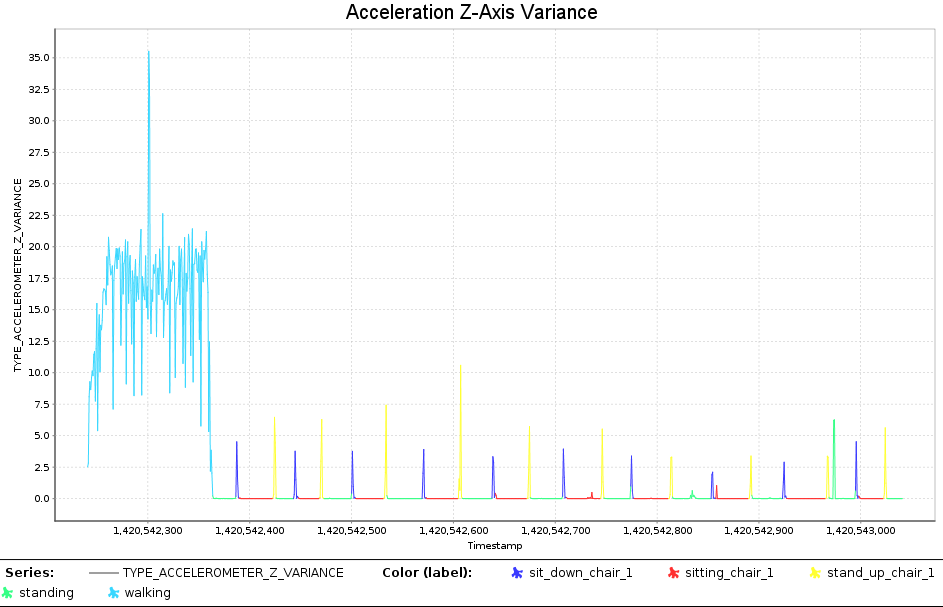 Acceleration Z-Axis Variance
TYPE_ACCELEROMETER_Z_VARIANCE
35.0
32.5
30.0
27.5
25.0
22.5
20.0
17.5
15.0
12.5
10.0
7.5
5.0
2.5
0.0
1,420,542,300 1,420,542,400 1,420,542,500 1,420,542,600 1,420,542,700 1,420,542,800 1,420,542,900 1,420,543,000
Timestamp
Series: TYPE_ACCELEROMETER_Z_VARIANCE Color (label): sit_down_chair_1 sitting_chair_1 stand_up_chair_1
standing walking